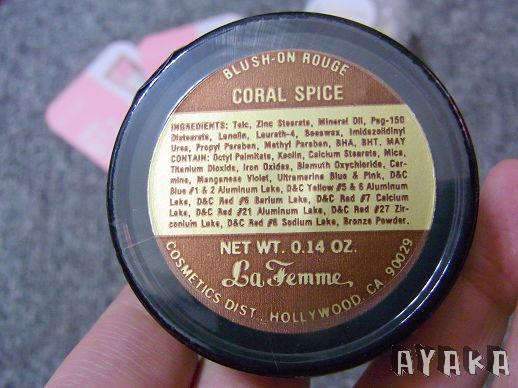 BLUSH-ON ROUGE
CORAL SPICE
INGREDIENTS: Talc, Zinc Stearate, Mineral Oil, Peg-150
Distearate, Lanolin, Laureth-4, Beeswax, Imidazolidinyl
Urea, Propyl Paraben, Methyl Paraben, BHA, BHT. MAY
CONTAIN: Octyl Palmitate, Kaolin, Calcium Stearate, Mica,
Titanium Dioxide, Iron Oxides, Bismuth Oxychloride, Car-
mine, Manganese Violet, Ultramarine Blue & Pink, D&C
Blue #1 & 2 Aluminum Lake, D&C Yellow #5 & 6 Aluminum
Lake, D&C Red #6 Barium Lake, D&C Red #7 Calcium
Lake, D&C Red #21 Aluminum Lake, D&C Red #27 Zir-
conium Lake, D&C Red #6 Sodium Lake, Bronze Powder.
NET WT. 0.14 OZ.
La Femme
COSMETICS DIST. HOLLYWOOD, CA 90029
AYAKA